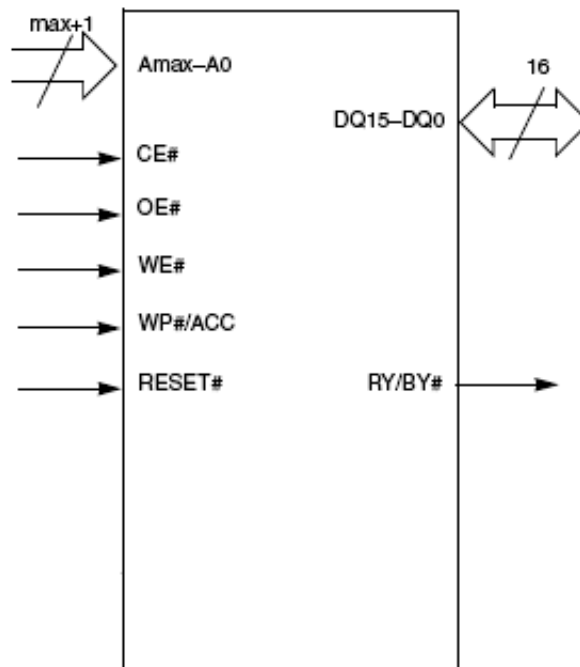 max+1
Amax–A0
16
DQ15–DQ0
CE#
OE#
WE#
WP#/ACC
RESET#
RY/BY#